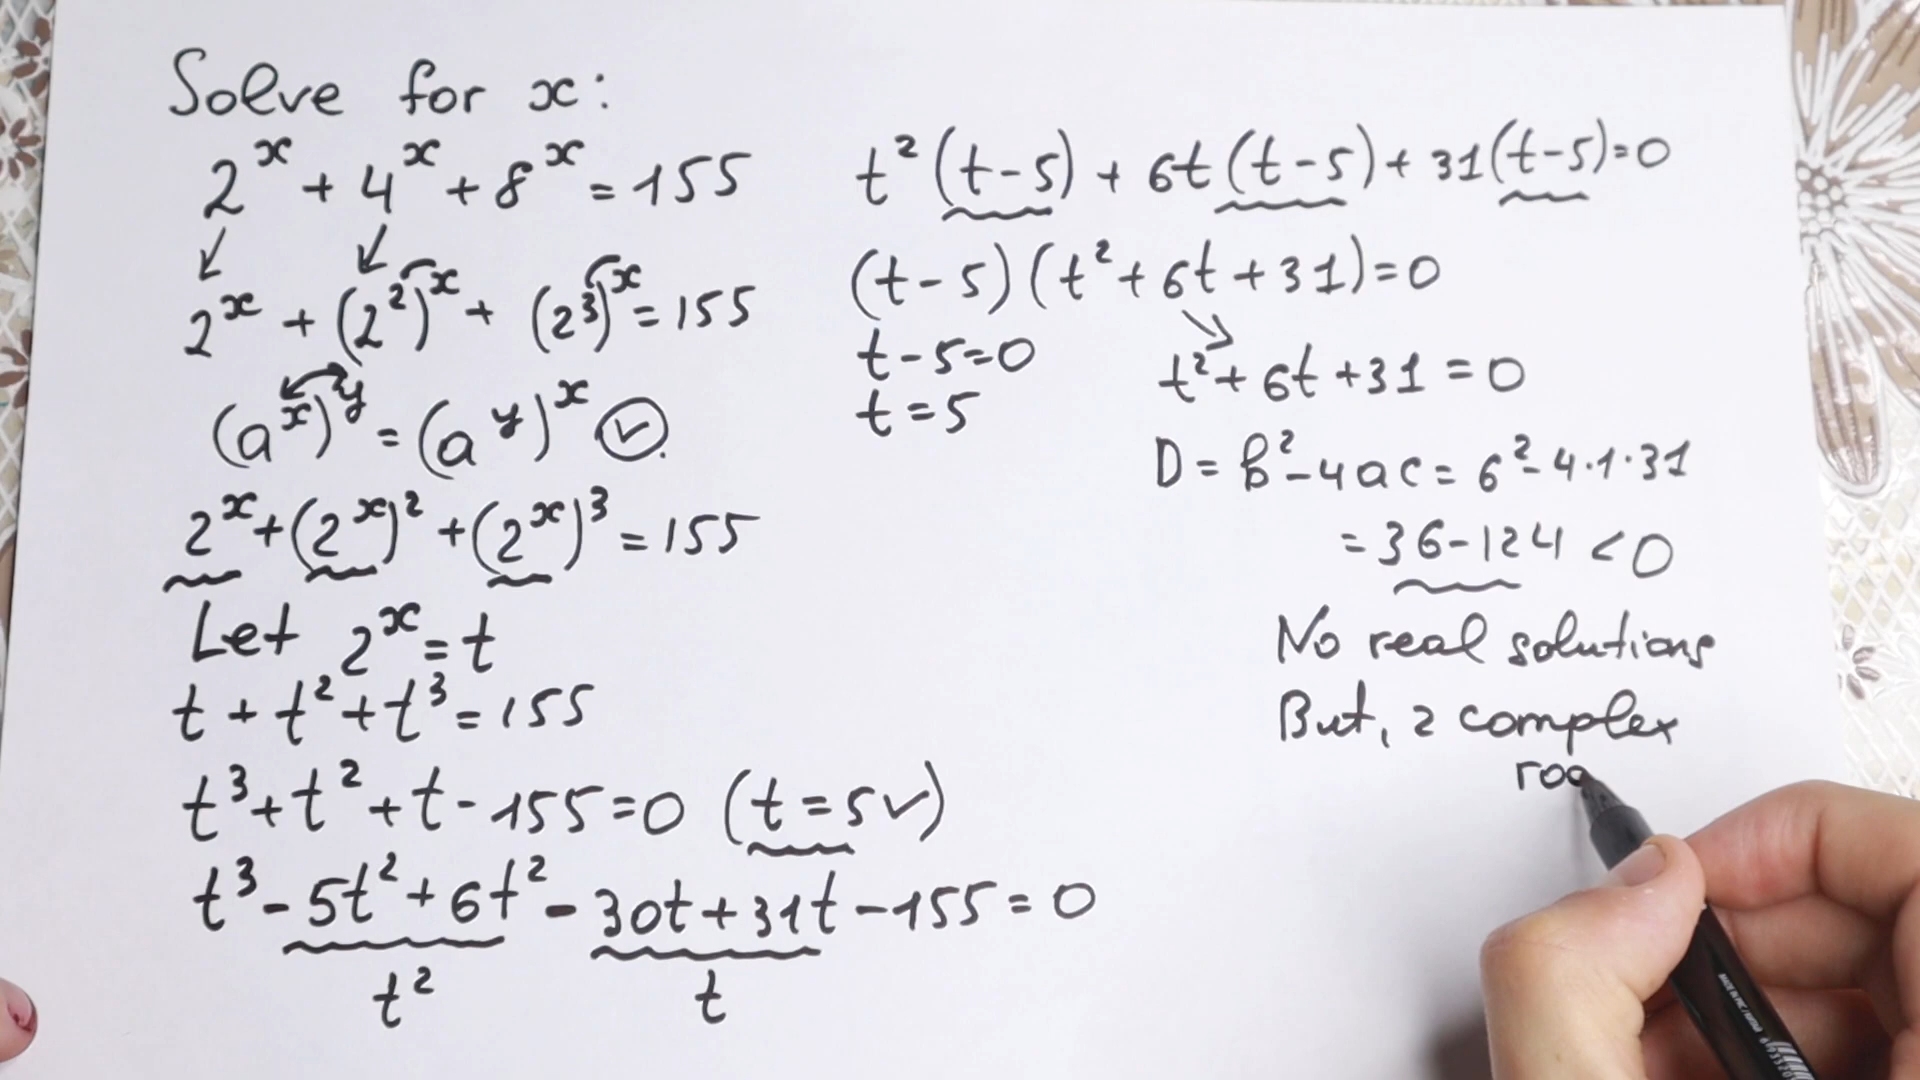 Solve for x:
2^x + 4^x + 8^x = 155
2^x + (2^2)^x + (2^3)^x = 155
(a^x)^y = (a^y)^x ✓
2^x + (2^x)^2 + (2^x)^3 = 155
Let 2^x = t
t + t^2 + t^3 = 155
t^3 + t^2 + t - 155 = 0 (t = 5 ✓)
t^3 - 5t^2 + 6t^2 - 30t + 31t - 155 = 0
t^2 t
t^2(t-5) + 6t(t-5) + 31(t-5) = 0
(t-5)(t^2 + 6t + 31) = 0
t - 5 = 0
t = 5
t^2 + 6t + 31 = 0
D = b^2 - 4ac = 6^2 - 4·1·31
= 36 - 124 < 0
No real solutions
But, 2 complex
roo